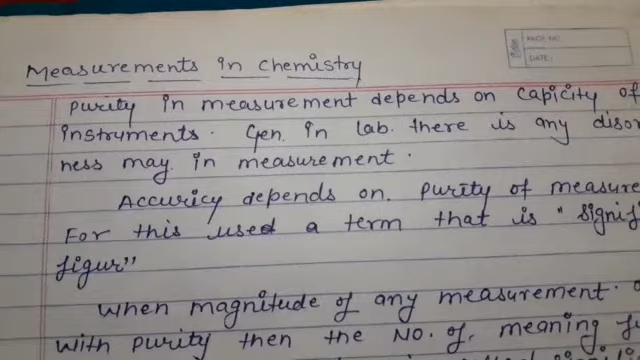 PAGE NO.
DATE:
Measurements in chemistry
purity in measurement depends on capicity of
instruments. Gen. in lab. there is any disor
ness may in measurement.
Accuricy depends on. purity of measure
For this used a term that is "signif
figur"
when magnitude of any measurement.
with purity then the No. of. meaning